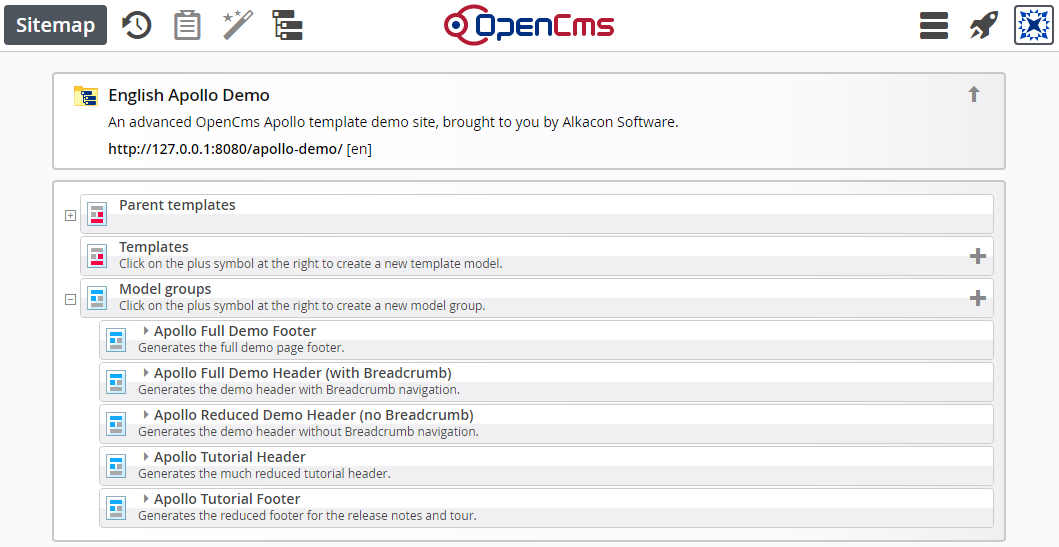 Sitemap
OpenCms
English Apollo Demo
An advanced OpenCms Apollo template demo site, brought to you by Alkacon Software.
http://127.0.0.1:8080/apollo-demo/ [en]
Parent templates
Templates
Click on the plus symbol at the right to create a new template model.
Model groups
Click on the plus symbol at the right to create a new model group.
Apollo Full Demo Footer
Generates the full demo page footer.
Apollo Full Demo Header (with Breadcrumb)
Generates the demo header with Breadcrumb navigation.
Apollo Reduced Demo Header (no Breadcrumb)
Generates the demo header without Breadcrumb navigation.
Apollo Tutorial Header
Generates the much reduced tutorial header.
Apollo Tutorial Footer
Generates the reduced footer for the release notes and tour.